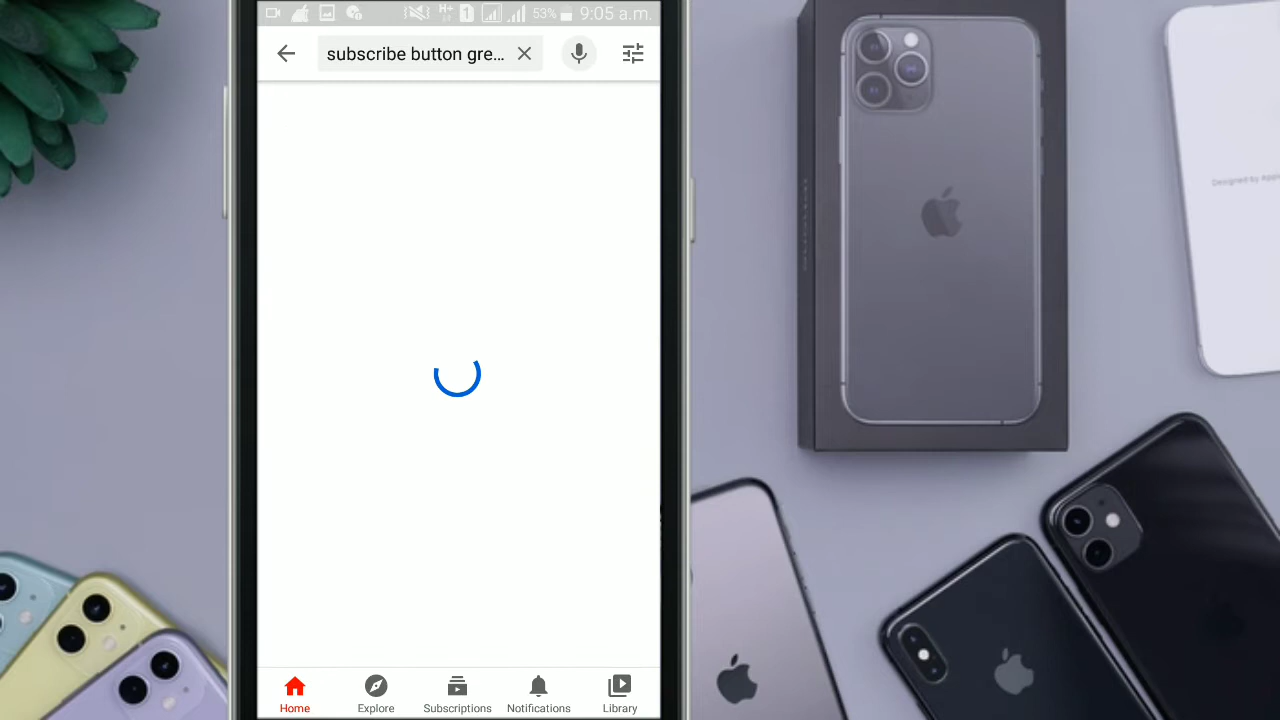 53% 9:05 a.m.
subscribe button gre...
Designed by Apple
Home Explore Subscriptions Notifications Library